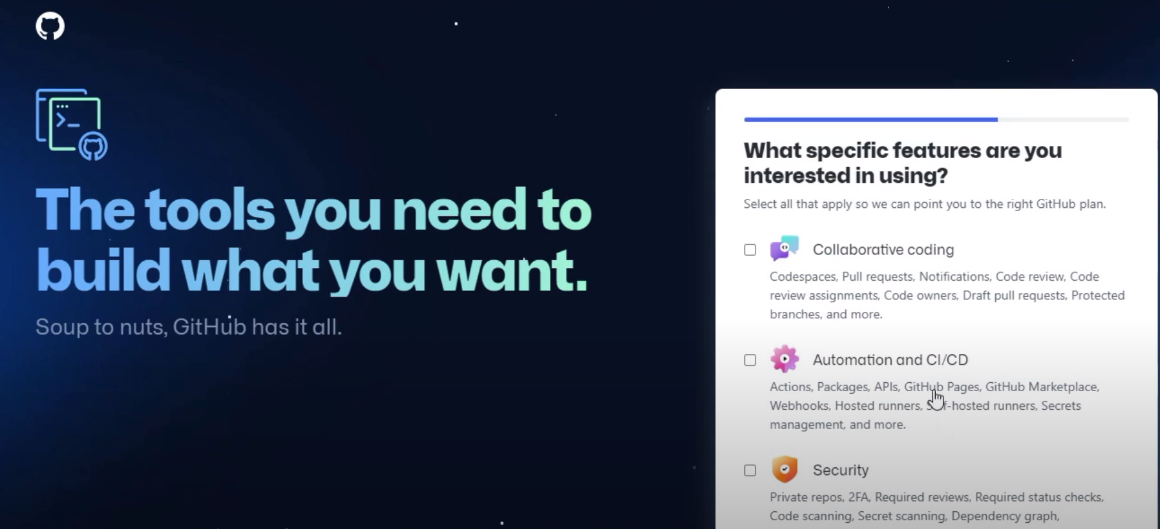 The tools you need to
build what you want.
Soup to nuts, GitHub has it all.
What specific features are you
interested in using?
Select all that apply so we can point you to the right GitHub plan.
Collaborative coding
Codespaces, Pull requests, Notifications, Code review, Code
review assignments, Code owners, Draft pull requests, Protected
branches, and more.
Automation and CI/CD
Actions, Packages, APIs, GitHub Pages, GitHub Marketplace,
Webhooks, Hosted runners, Self-hosted runners, Secrets
management, and more.
Security
Private repos, 2FA, Required reviews, Required status checks,
Code scanning, Secret scanning, Dependency graph,